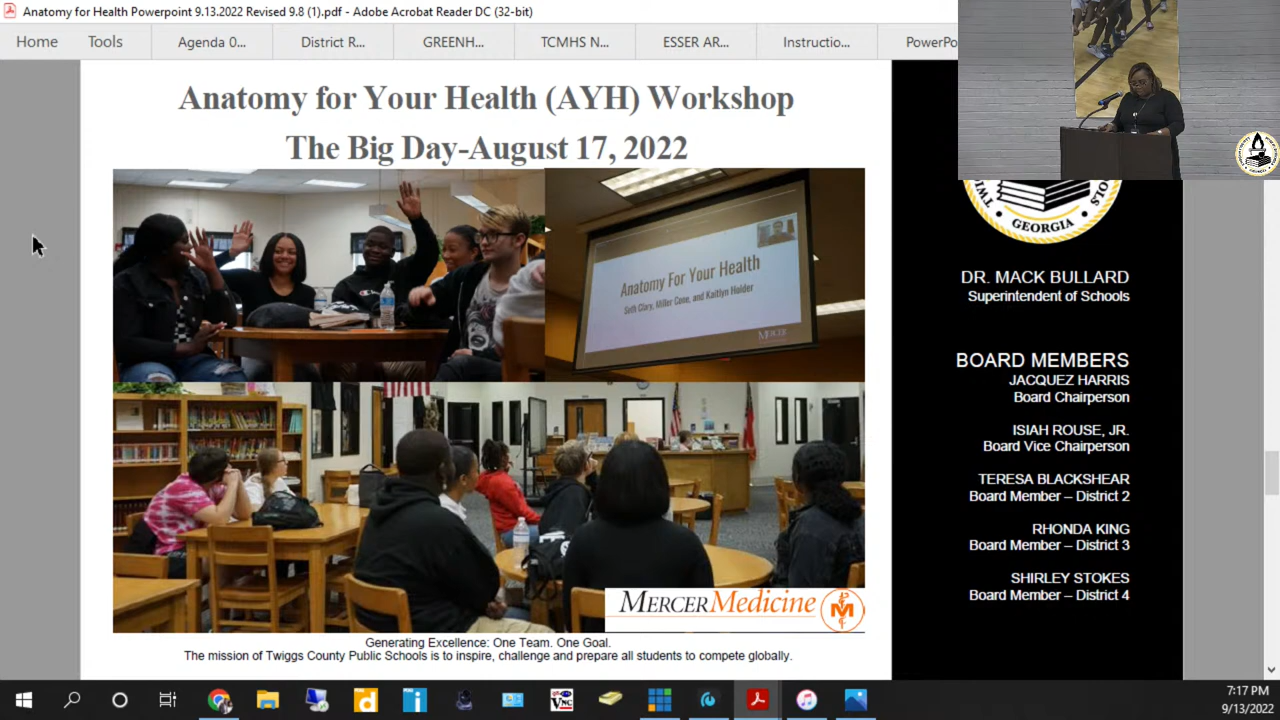 Anatomy for Health Powerpoint 9.13.2022 Revised 9.8 (1).pdf - Adobe Acrobat Reader DC (32-bit)
Home Tools Agenda 0... District R... GREENH... TCMHS N... ESSER AR... Instructio... PowerPo
Anatomy for Your Health (AYH) Workshop
The Big Day-August 17, 2022
Anatomy For Your Health
Seth Clary, Miller Cone, and Kaitlyn Holder
MERCER
MERCERMedicine
M
Generating Excellence: One Team. One Goal.
The mission of Twiggs County Public Schools is to inspire, challenge and prepare all students to compete globally.
GEORGIA
DR. MACK BULLARD
Superintendent of Schools
BOARD MEMBERS
JACQUEZ HARRIS
Board Chairperson
ISIAH ROUSE, JR.
Board Vice Chairperson
TERESA BLACKSHEAR
Board Member – District 2
RHONDA KING
Board Member – District 3
SHIRLEY STOKES
Board Member – District 4
7:17 PM
9/13/2022